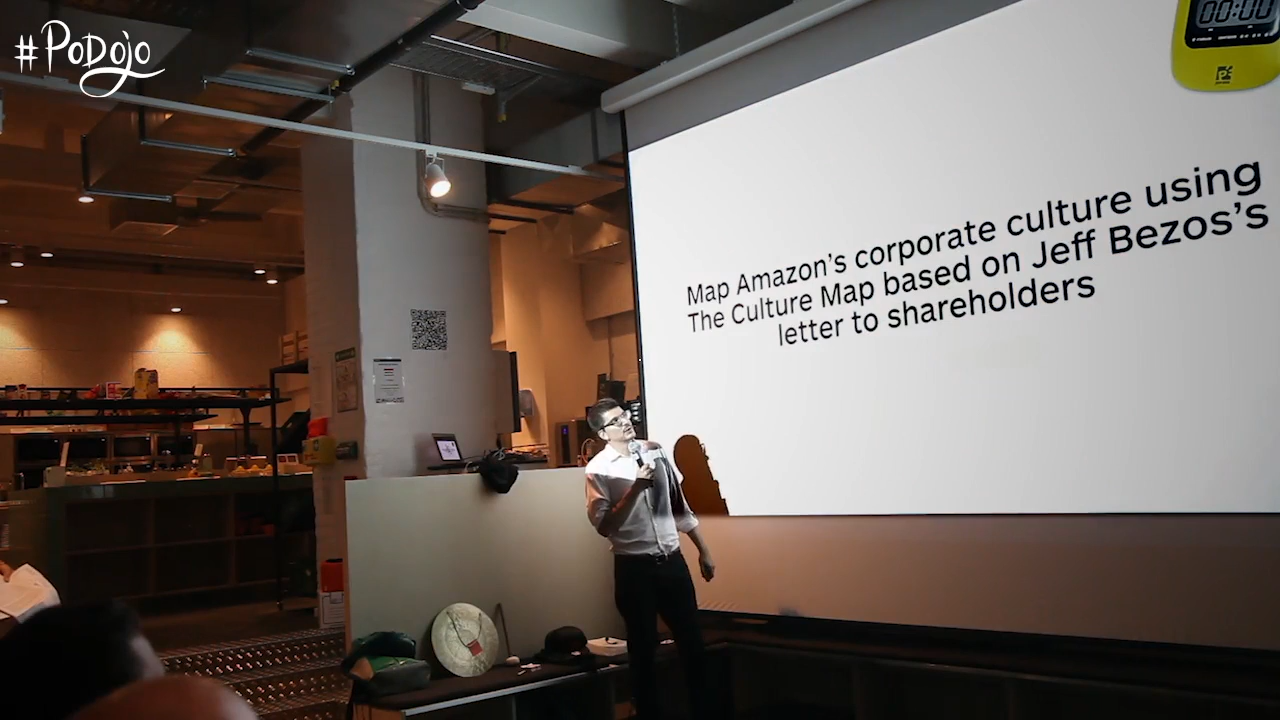 #PODojo
00:00
Map Amazon’s corporate culture using
The Culture Map based on Jeff Bezos’s
letter to shareholders